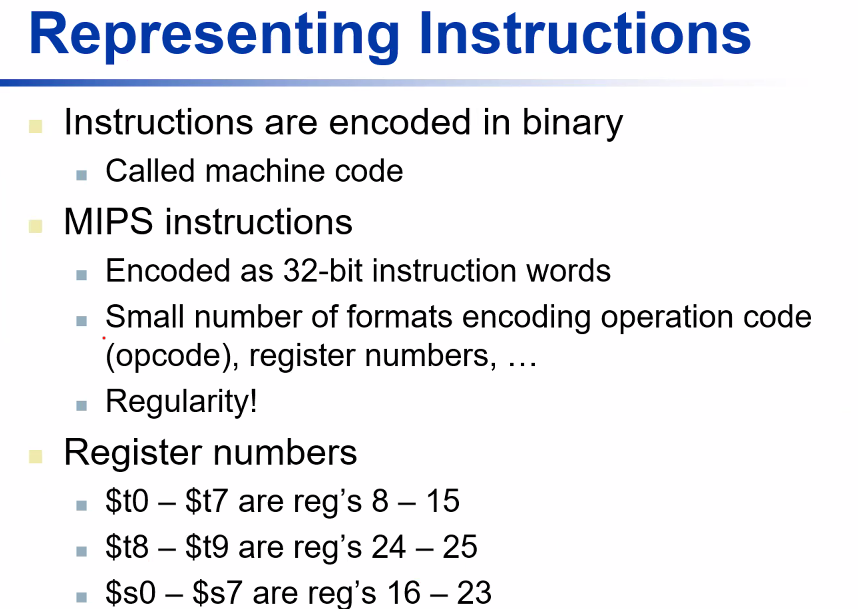 Representing Instructions
Instructions are encoded in binary
Called machine code
MIPS instructions
Encoded as 32-bit instruction words
Small number of formats encoding operation code
(opcode), register numbers, …
Regularity!
Register numbers
$t0 – $t7 are reg’s 8 – 15
$t8 – $t9 are reg’s 24 – 25
$s0 – $s7 are reg’s 16 – 23